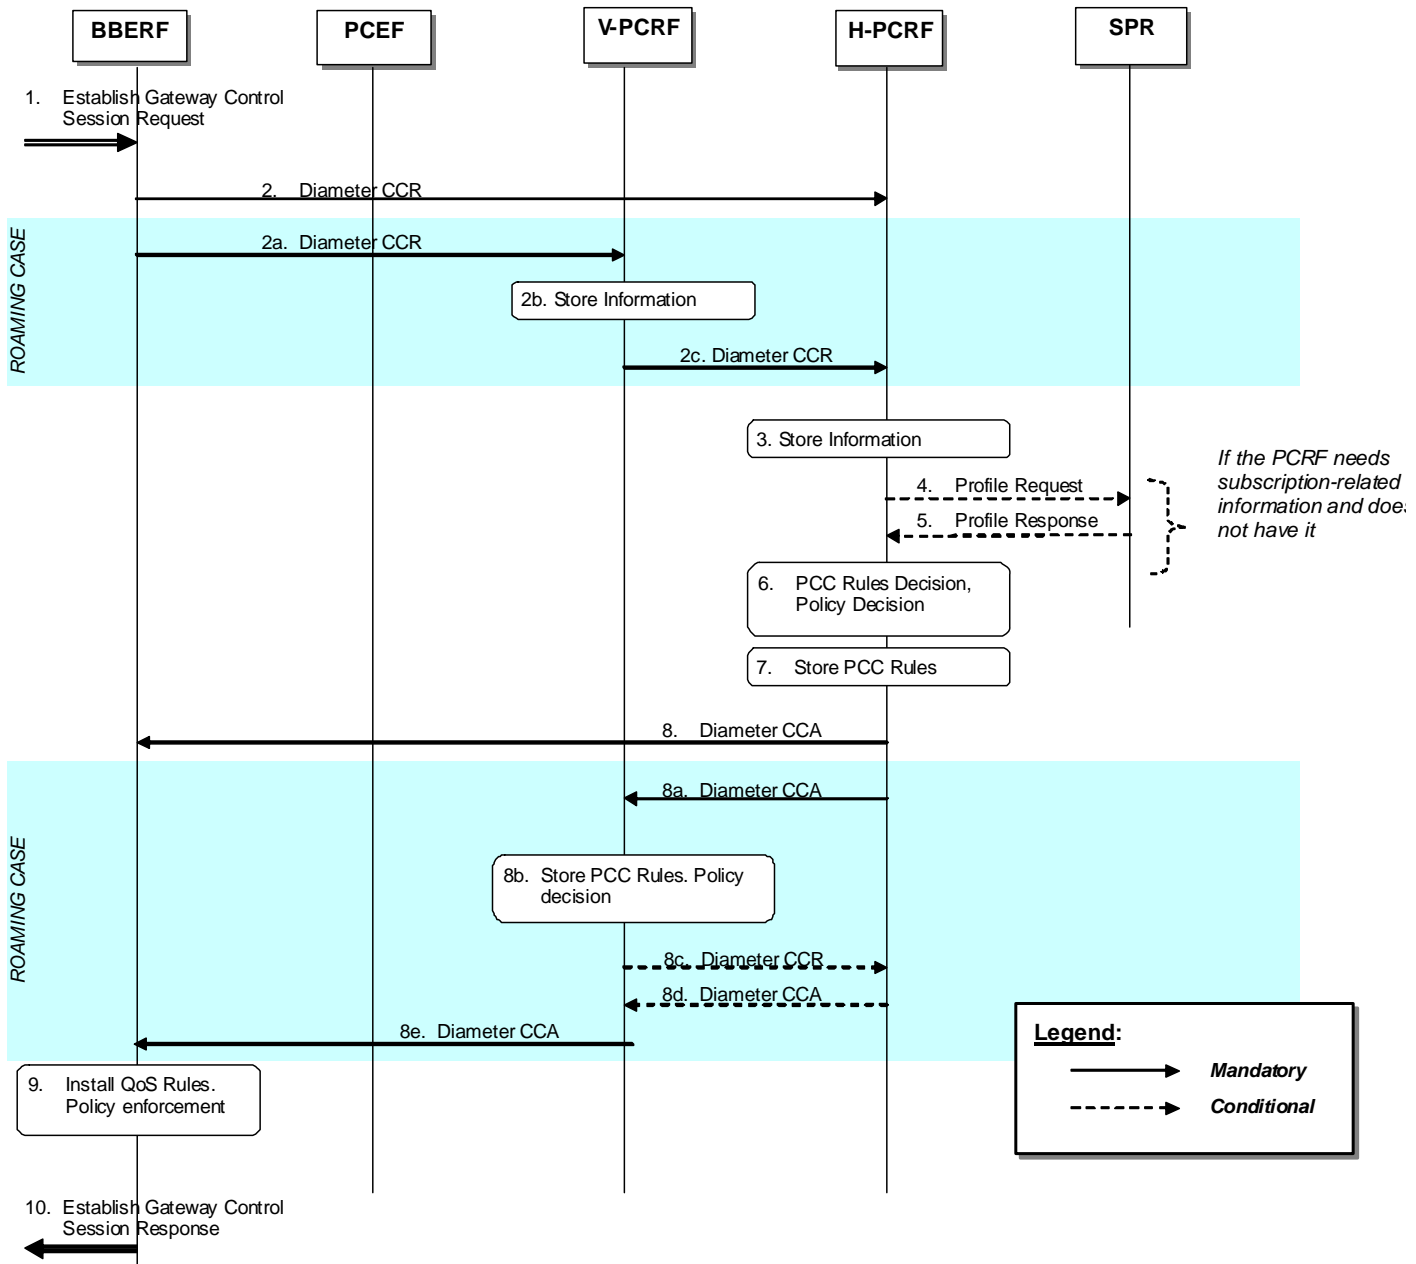 BBERF
PCEF
V-PCRF
H-PCRF
SPR
1. Establish Gateway Control
Session Request
2. Diameter CCR
ROAMING CASE
2a. Diameter CCR
2b. Store Information
2c. Diameter CCR
3. Store Information
4. Profile Request
5. Profile Response
If the PCRF needs
subscription-related
information and does
not have it
6. PCC Rules Decision,
Policy Decision
7. Store PCC Rules
8. Diameter CCA
ROAMING CASE
8a. Diameter CCA
8b. Store PCC Rules. Policy
decision
8c. Diameter CCR
8d. Diameter CCA
8e. Diameter CCA
Legend:
Mandatory
Conditional
9. Install QoS Rules.
Policy enforcement
10. Establish Gateway Control
Session Response